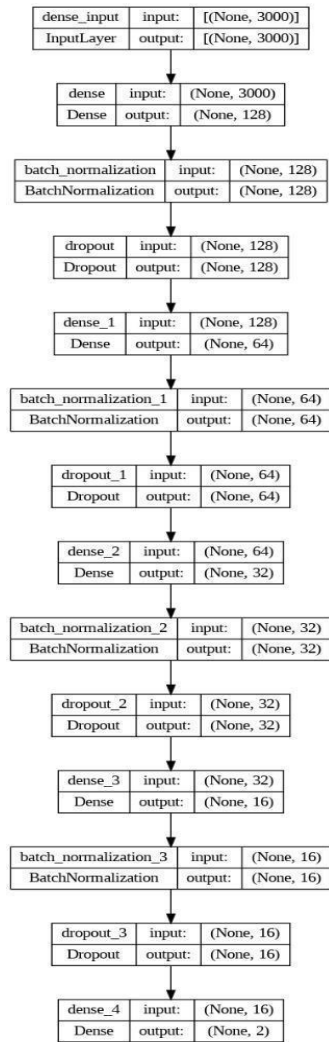 dense_input input: [(None, 3000)]
InputLayer output: [(None, 3000)]
dense input: (None, 3000)
Dense output: (None, 128)
batch_normalization input: (None, 128)
BatchNormalization output: (None, 128)
dropout input: (None, 128)
Dropout output: (None, 128)
dense_1 input: (None, 128)
Dense output: (None, 64)
batch_normalization_1 input: (None, 64)
BatchNormalization output: (None, 64)
dropout_1 input: (None, 64)
Dropout output: (None, 64)
dense_2 input: (None, 64)
Dense output: (None, 32)
batch_normalization_2 input: (None, 32)
BatchNormalization output: (None, 32)
dropout_2 input: (None, 32)
Dropout output: (None, 32)
dense_3 input: (None, 32)
Dense output: (None, 16)
batch_normalization_3 input: (None, 16)
BatchNormalization output: (None, 16)
dropout_3 input: (None, 16)
Dropout output: (None, 16)
dense_4 input: (None, 16)
Dense output: (None, 2)